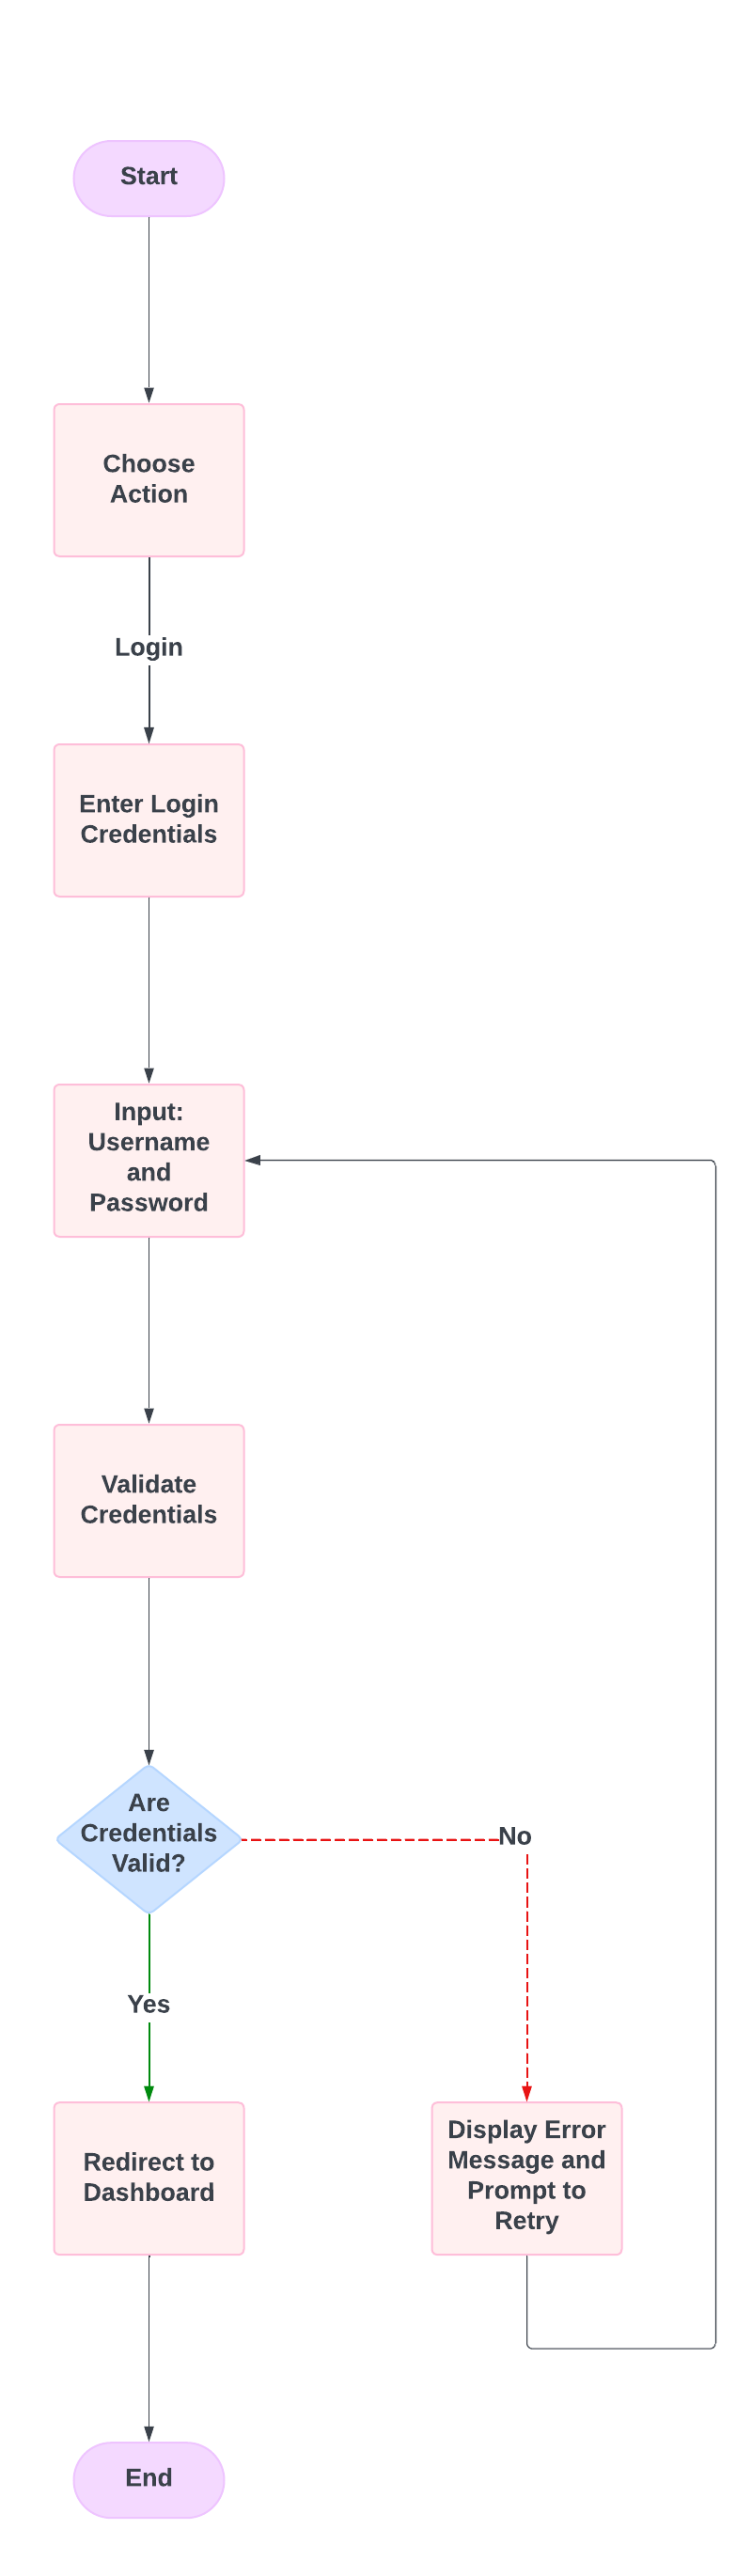 Start
Choose
Action
Login
Enter Login
Credentials
Input:
Username
and
Password
Validate
Credentials
Are
Credentials
Valid?
No
Yes
Redirect to
Dashboard
Display Error
Message and
Prompt to
Retry
End